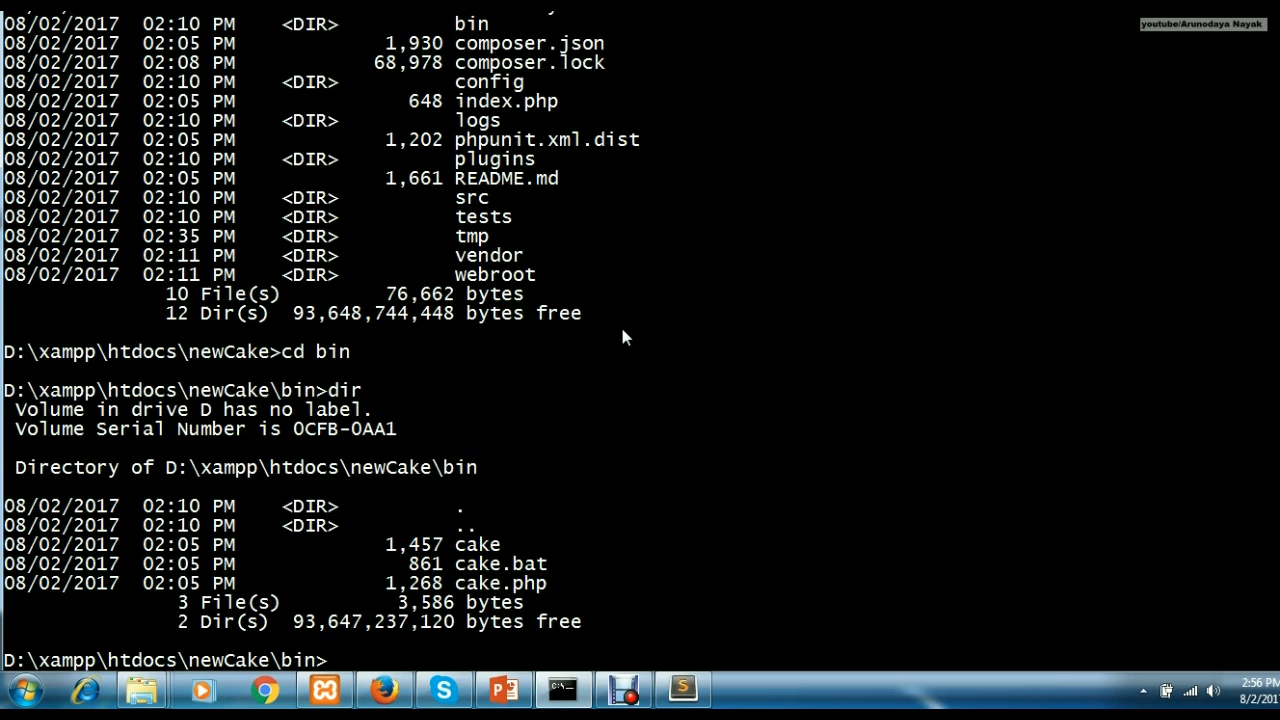 08/02/2017 02:10 PM <DIR> bin
youtube/Arunodaya Nayak
08/02/2017 02:05 PM 1,930 composer.json
08/02/2017 02:08 PM 68,978 composer.lock
08/02/2017 02:10 PM <DIR> config
08/02/2017 02:05 PM 648 index.php
08/02/2017 02:10 PM <DIR> logs
08/02/2017 02:05 PM 1,202 phpunit.xml.dist
08/02/2017 02:10 PM <DIR> plugins
08/02/2017 02:05 PM 1,661 README.md
08/02/2017 02:10 PM <DIR> src
08/02/2017 02:10 PM <DIR> tests
08/02/2017 02:35 PM <DIR> tmp
08/02/2017 02:11 PM <DIR> vendor
08/02/2017 02:11 PM <DIR> webroot
10 File(s) 76,662 bytes
12 Dir(s) 93,648,744,448 bytes free
D:\xampp\htdocs\newCake>cd bin
D:\xampp\htdocs\newCake\bin>dir
Volume in drive D has no label.
Volume Serial Number is 0CFB-0AA1
Directory of D:\xampp\htdocs\newCake\bin
08/02/2017 02:10 PM <DIR> .
08/02/2017 02:10 PM <DIR> ..
08/02/2017 02:05 PM 1,457 cake
08/02/2017 02:05 PM 861 cake.bat
08/02/2017 02:05 PM 1,268 cake.php
3 File(s) 3,586 bytes
2 Dir(s) 93,647,237,120 bytes free
D:\xampp\htdocs\newCake\bin>
2:56 PM
8/2/201